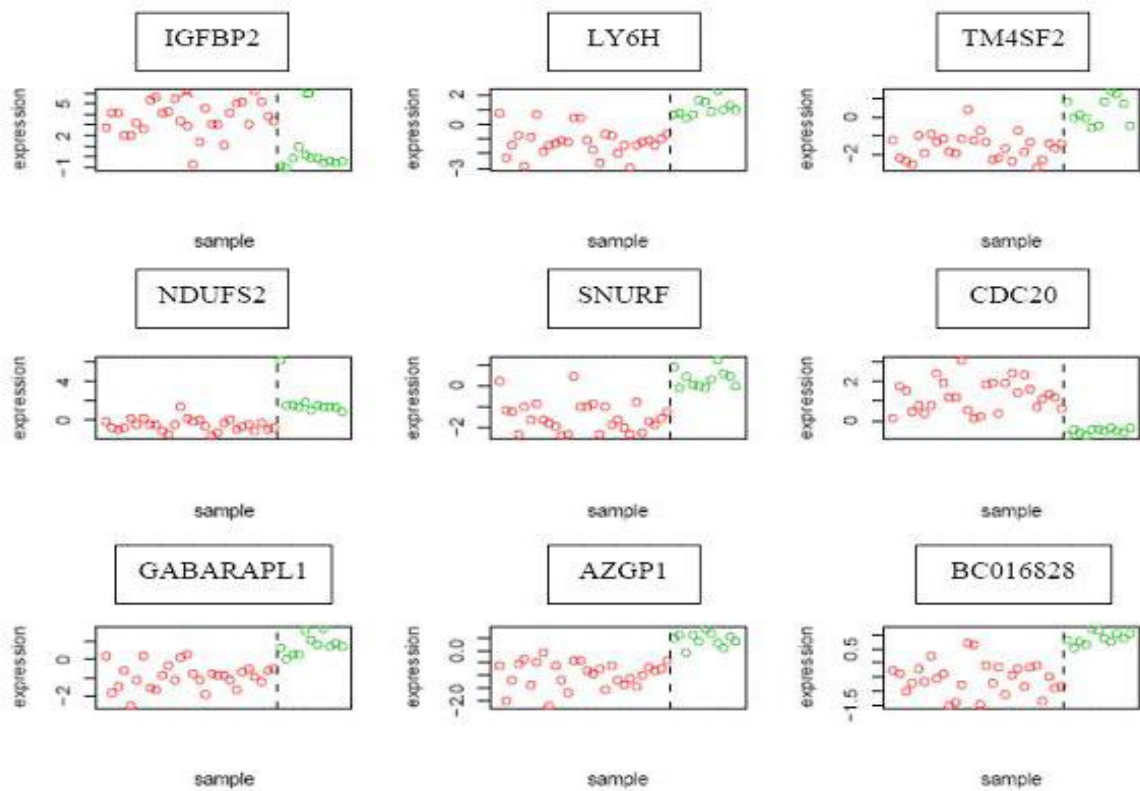 IGFBP2 LY6H TM4SF2
expression 5 2 -1 expression 2 0 -3 expression 0 -2
sample sample sample
NDUFS2 SNURF CDC20
expression 4 0 expression 0 -2 expression 2 0
sample sample sample
GABARAPL1 AZGP1 BC016828
expression 0 -2 expression 0.0 -2.0 expression 0.5 -1.5
sample sample sample